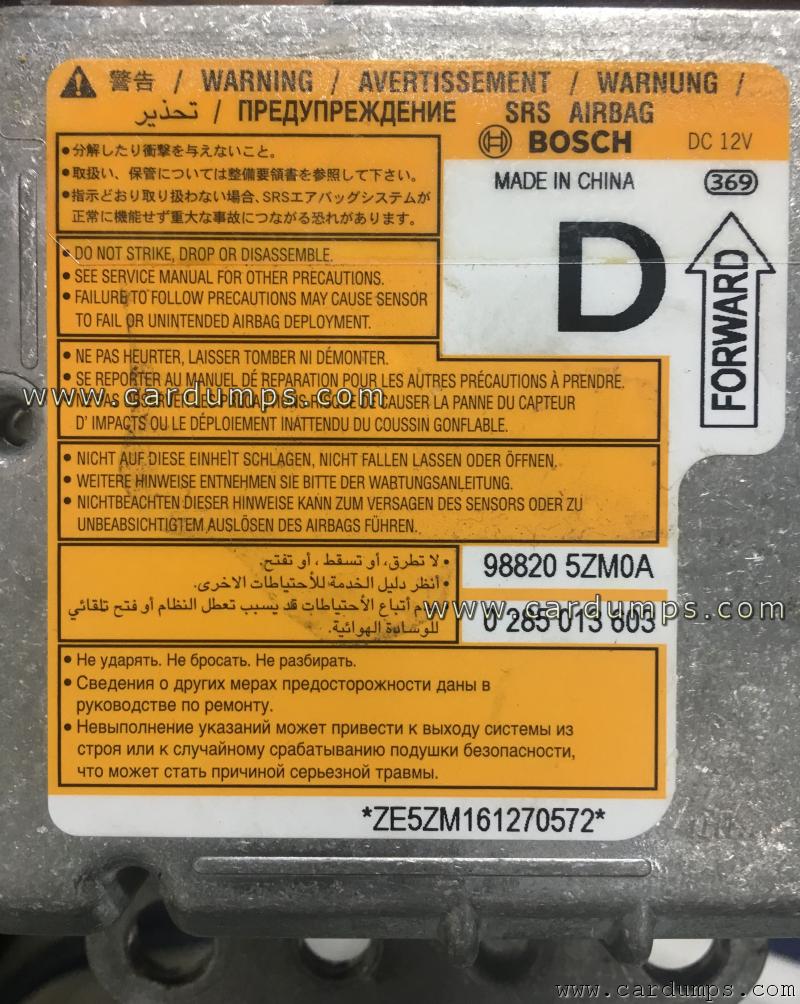 警告 / WARNING / AVERTISSEMENT / WARNUNG /
تحذير / ПРЕДУПРЕЖДЕНИЕ SRS AIRBAG
BOSCH DC 12V
MADE IN CHINA 369
D
FORWARD
•分解したり衝撃を与えないこと。
•取扱い、保管については整備要領書を参照して下さい。
•指示どおり取り扱わない場合、SRSエアバッグシステムが
正常に機能せず重大な事故につながる恐れがあります。
• DO NOT STRIKE, DROP OR DISASSEMBLE.
• SEE SERVICE MANUAL FOR OTHER PRECAUTIONS.
• FAILURE TO FOLLOW PRECAUTIONS MAY CAUSE SENSOR
TO FAIL OR UNINTENDED AIRBAG DEPLOYMENT.
• NE PAS HEURTER, LAISSER TOMBER NI DÉMONTER.
• SE REPORTER AU MANUEL DE RÉPARATION POUR LES AUTRES PRÉCAUTIONS À PRENDRE.
www.cardumps.com
CAUSER LA PANNE DU CAPTEUR
D' IMPACTS OU LE DÉPLOIEMENT INATTENDU DU COUSSIN GONFLABLE.
• NICHT AUF DIESE EINHEIT SCHLAGEN, NICHT FALLEN LASSEN ODER ÖFFNEN.
• WEITERE HINWEISE ENTNEHMEN SIE BITTE DER WARTUNGSANLEITUNG.
• NICHTBEACHTEN DIESER HINWEISE KANN ZUM VERSAGEN DES SENSORS ODER ZU
UNBEABSICHTIGTEM AUSLÖSEN DES AIRBAGS FÜHREN.
• لا تطرق، أو تسقط ، أو تفتح.
• أنظر دليل الخدمة للأحتياطات الاخرى.
أتباع الأحتياطات قد يسبب تعطل النظام أو فتح تلقائي
للوسادة الهوائية.
98820 5ZM0A
www.cardumps.com
0 285 013 603
• Не ударять. Не бросать. Не разбирать.
• Сведения о других мерах предосторожности даны в
руководстве по ремонту.
• Невыполнение указаний может привести к выходу системы из
строя или к случайному срабатыванию подушки безопасности,
что может стать причиной серьезной травмы.
*ZE5ZM161270572*
www.cardumps.com